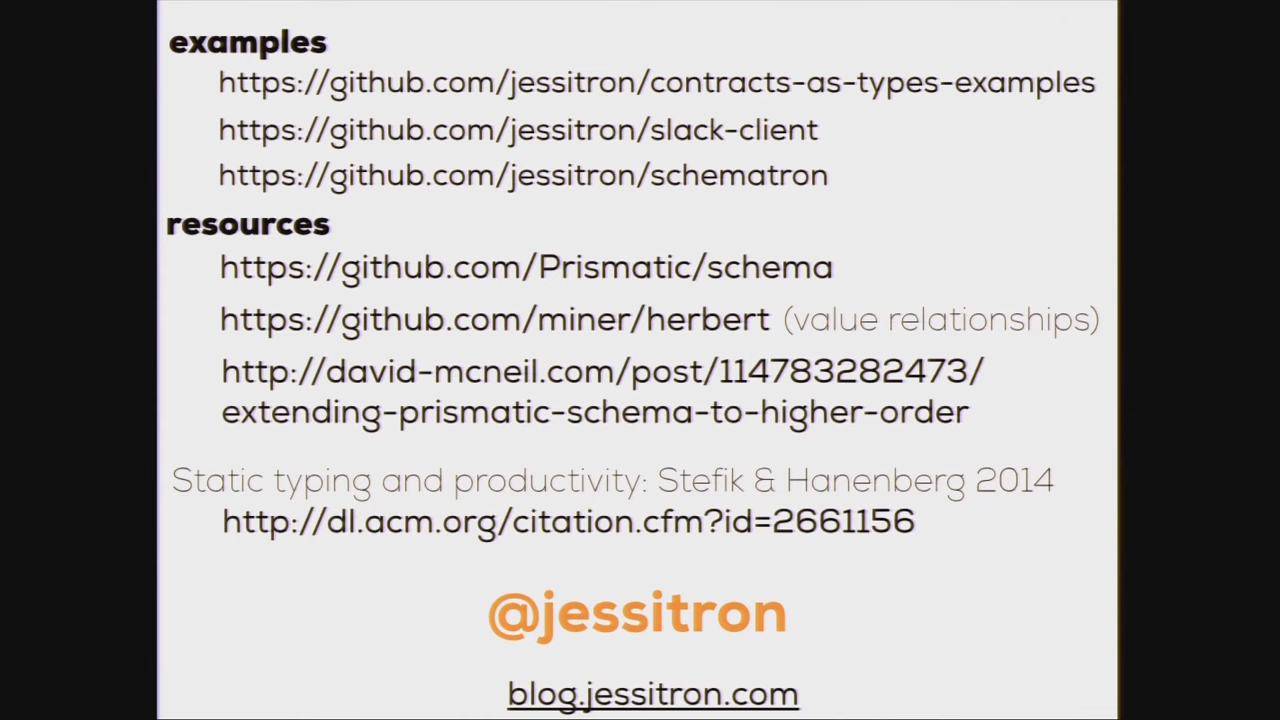 examples
https://github.com/jessitron/contracts-as-types-examples
https://github.com/jessitron/slack-client
https://github.com/jessitron/schematron
resources
https://github.com/Prismatic/schema
https://github.com/miner/herbert (value relationships)
http://david-mcneil.com/post/114783282473/
extending-prismatic-schema-to-higher-order
Static typing and productivity: Stefik & Hanenberg 2014
http://dl.acm.org/citation.cfm?id=2661156
@jessitron
blog.jessitron.com